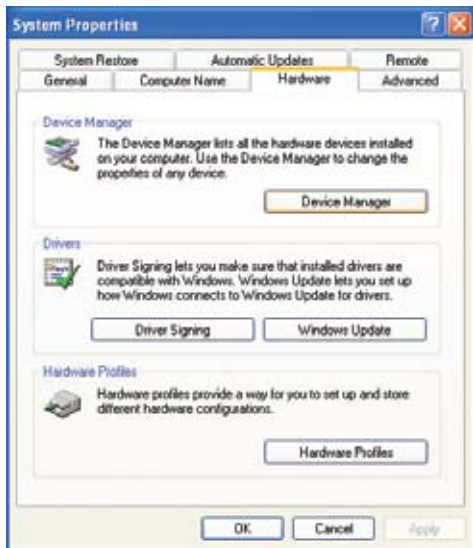 System Properties
System Restore Automatic Updates Remote
General Computer Name Hardware Advanced
Device Manager
The Device Manager lists all the hardware devices installed
on your computer. Use the Device Manager to change the
properties of any device.
Device Manager
Drivers
Driver Signing lets you make sure that installed drivers are
compatible with Windows. Windows Update lets you set up
how Windows connects to Windows Update for drivers.
Driver Signing Windows Update
Hardware Profiles
Hardware profiles provide a way for you to set up and store
different hardware configurations.
Hardware Profiles
OK Cancel Apply